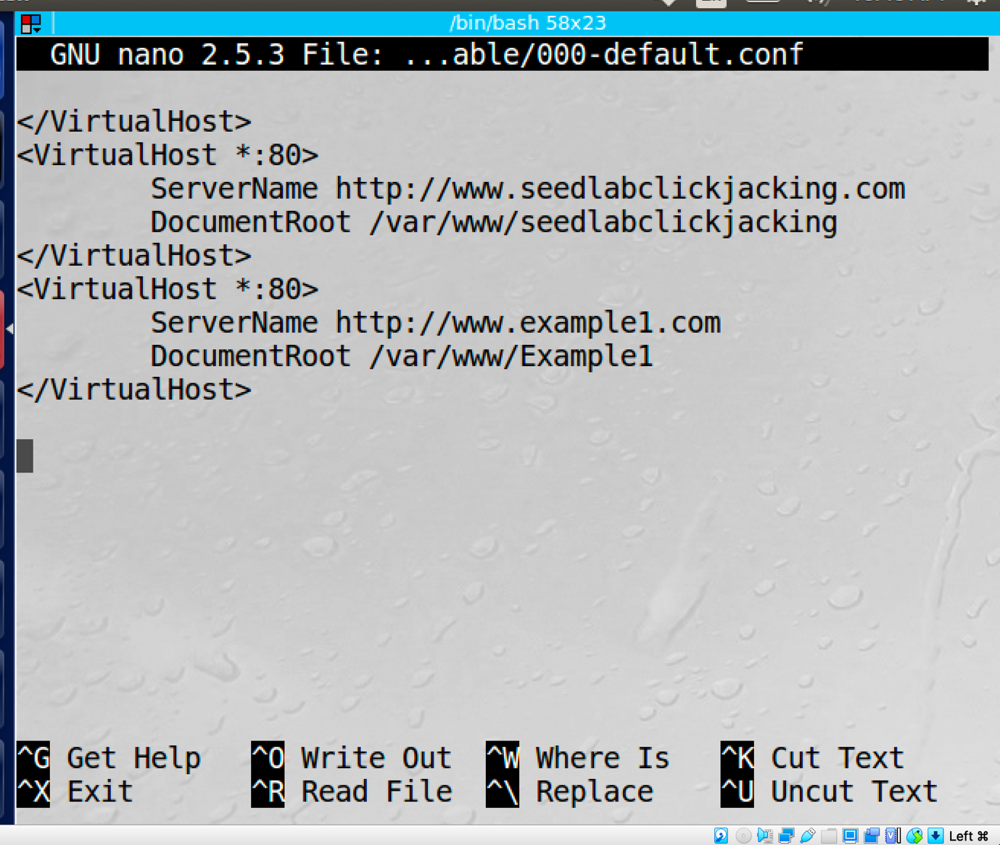 /bin/bash 58x23
GNU nano 2.5.3 File: ...able/000-default.conf
</VirtualHost>
<VirtualHost *:80>
        ServerName http://www.seedlabclickjacking.com
        DocumentRoot /var/www/seedlabclickjacking
</VirtualHost>
<VirtualHost *:80>
        ServerName http://www.example1.com
        DocumentRoot /var/www/Example1
</VirtualHost>
^G Get Help   ^O Write Out  ^W Where Is   ^K Cut Text
^X Exit       ^R Read File  ^\ Replace    ^U Uncut Text
Left ⌘